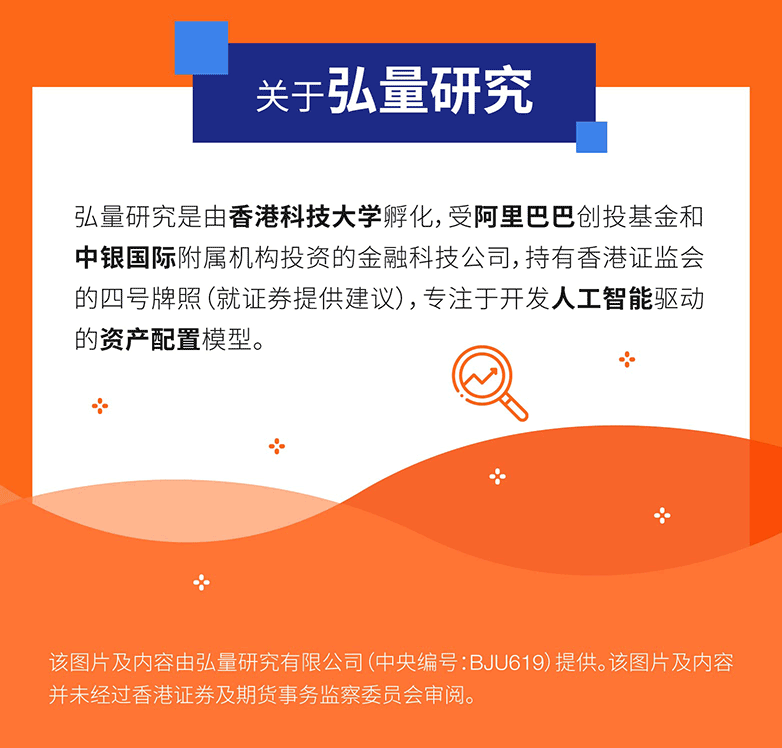 关于弘量研究
弘量研究是由香港科技大学孵化，受阿里巴巴创投基金和
中银国际附属机构投资的金融科技公司，持有香港证监会
的四号牌照（就证券提供建议），专注于开发人工智能驱动
的资产配置模型。
该图片及内容由弘量研究有限公司（中央编号：BJU619）提供。该图片及内容
并未经过香港证券及期货事务监察委员会审阅。